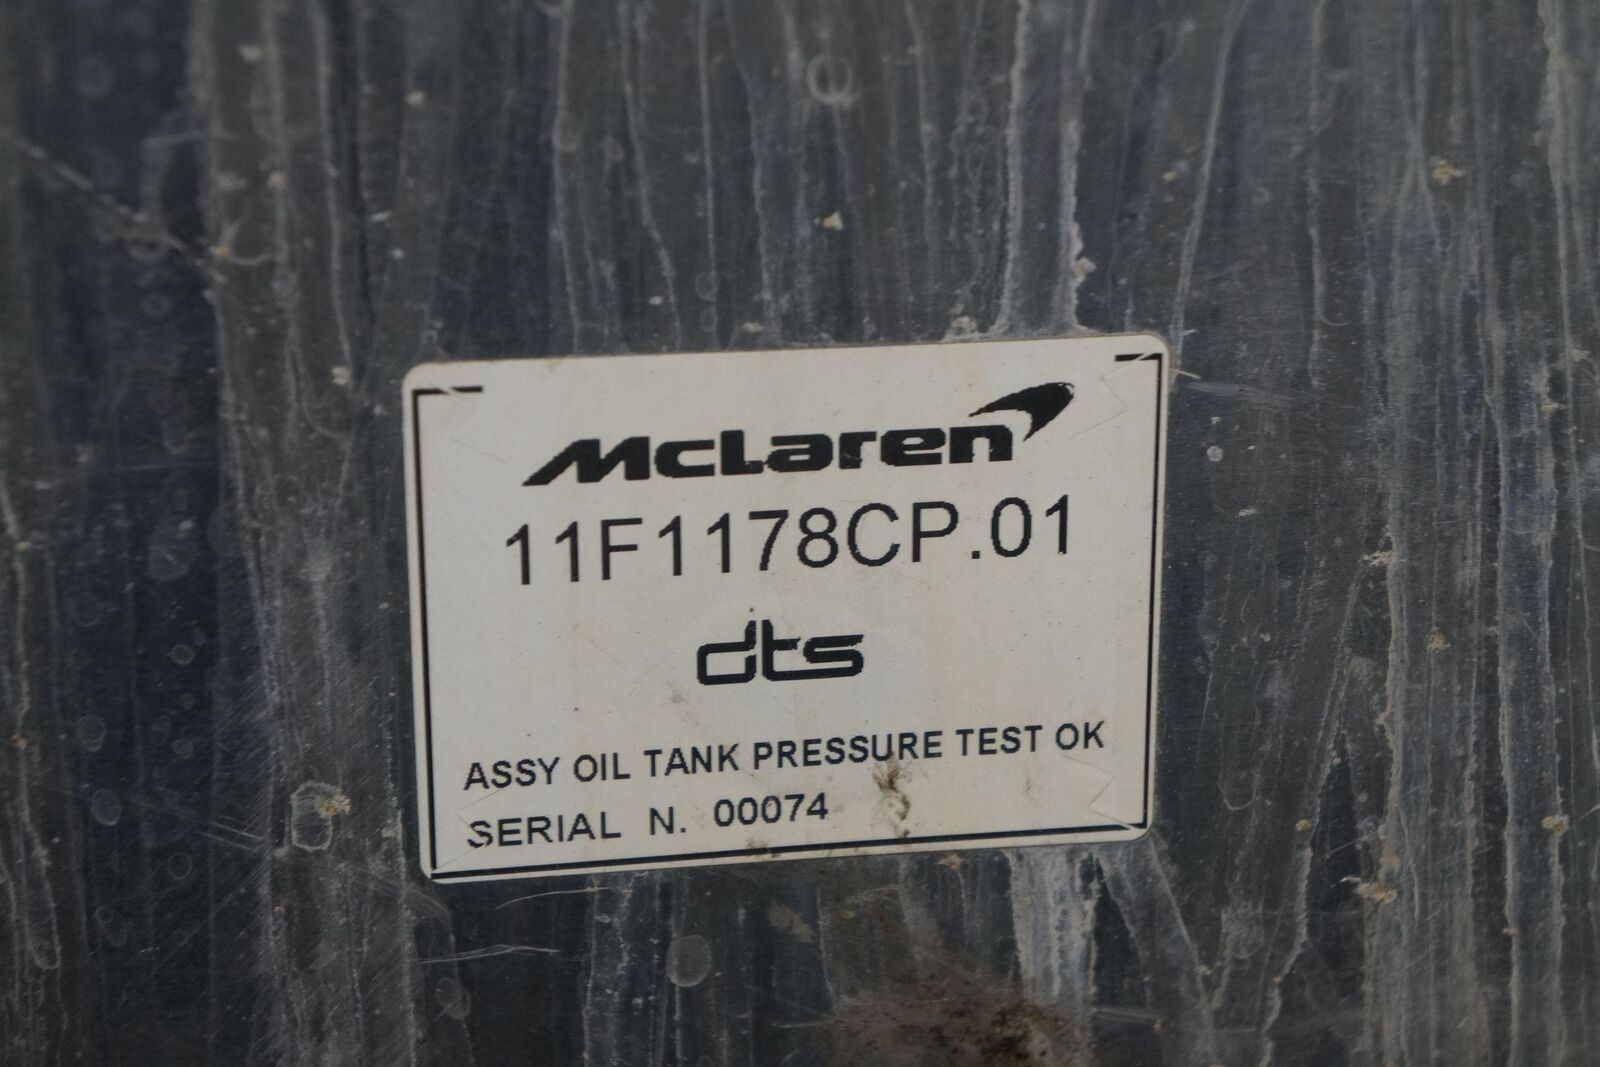 McLaren
11F1178CP.01
dts
ASSY OIL TANK PRESSURE TEST OK
SERIAL N. 00074